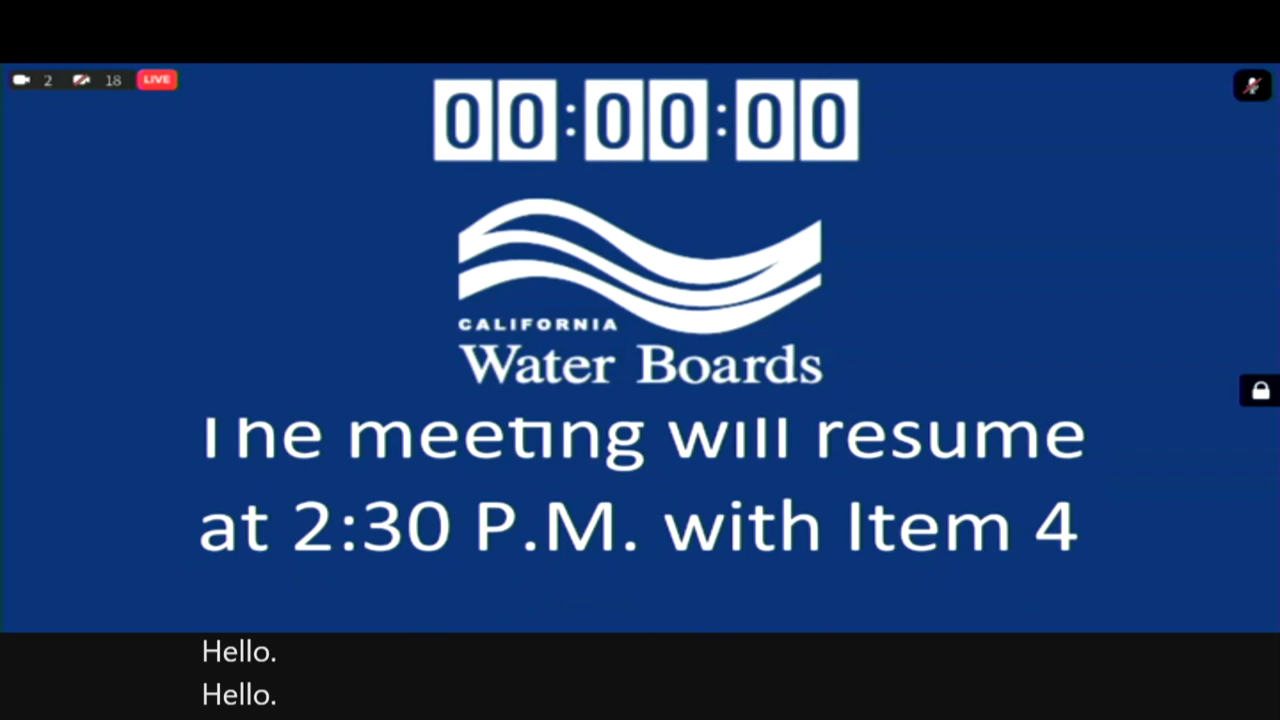 2 18 LIVE
00:00:00
CALIFORNIA
Water Boards
The meeting will resume
at 2:30 P.M. with Item 4
Hello.
Hello.